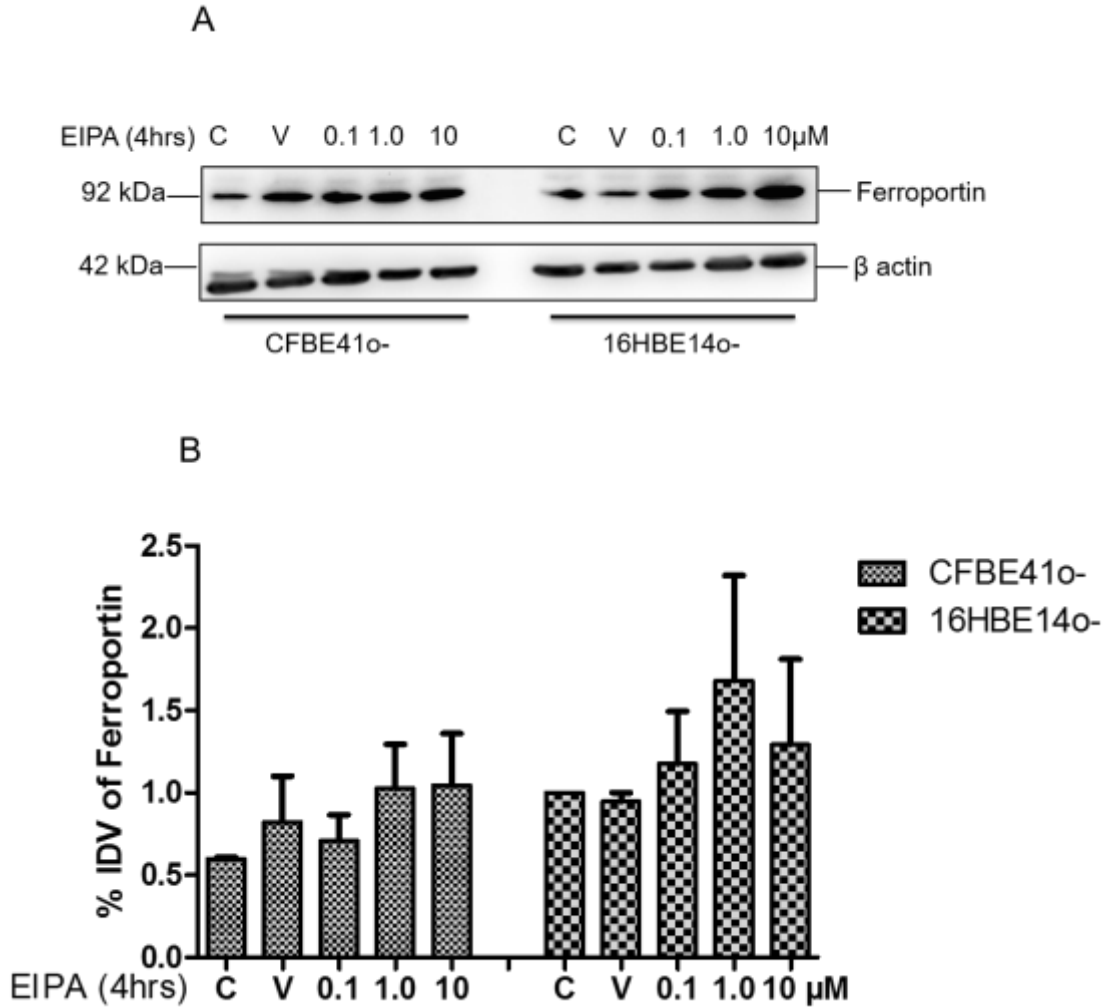 A
EIPA (4hrs) C V 0.1 1.0 10 C V 0.1 1.0 10µM
92 kDa Ferroportin
42 kDa β actin
CFBE41o- 16HBE14o-
B
% IDV of Ferroportin
2.5
2.0
1.5
1.0
0.5
0.0
CFBE41o-
16HBE14o-
EIPA (4hrs) C V 0.1 1.0 10 C V 0.1 1.0 10 µM